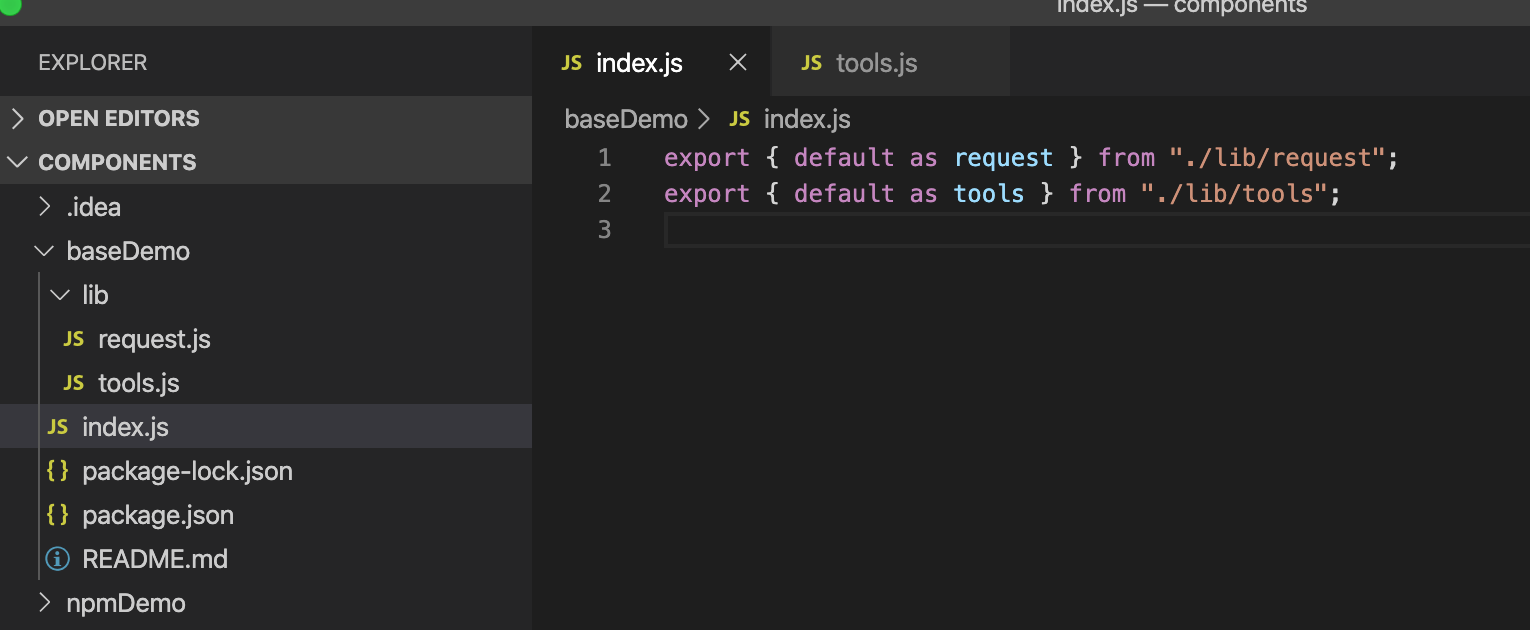 index.js — components
EXPLORER
OPEN EDITORS
COMPONENTS
.idea
baseDemo
lib
JS request.js
JS tools.js
JS index.js
{} package-lock.json
{} package.json
README.md
npmDemo
JS index.js
JS tools.js
baseDemo > JS index.js
1 export { default as request } from "./lib/request";
2 export { default as tools } from "./lib/tools";
3